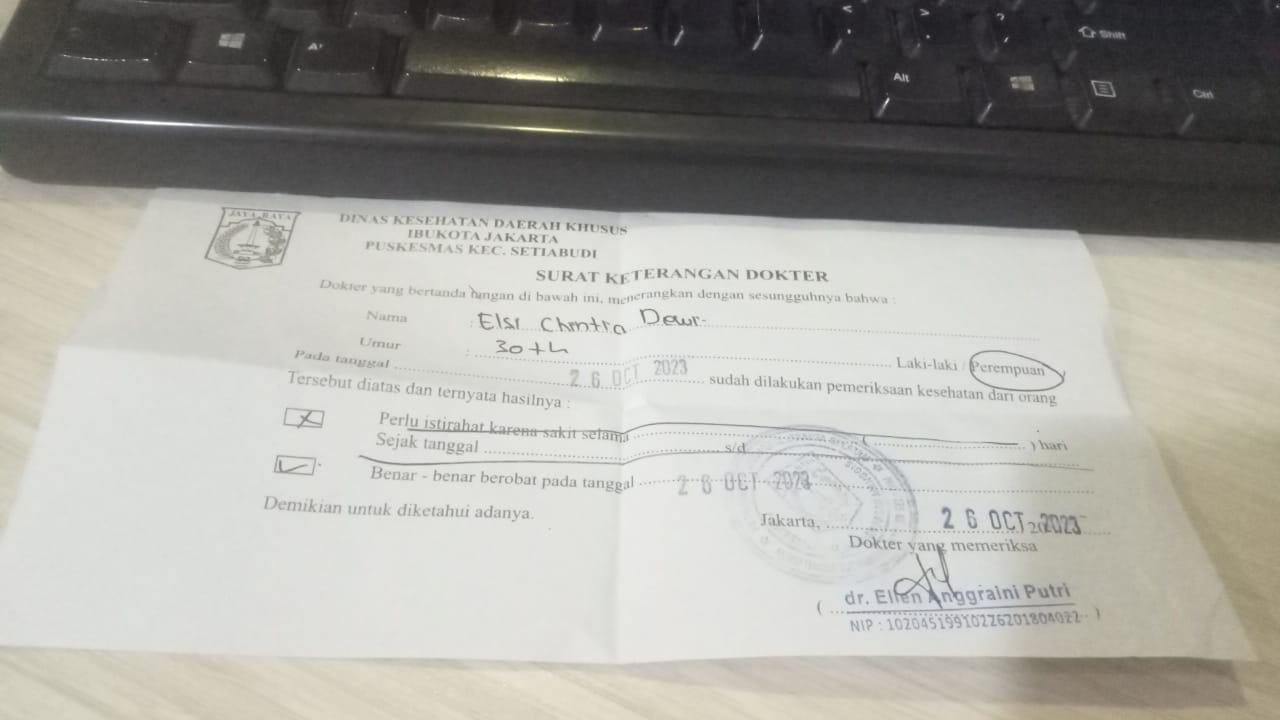 Alt
Shift
Alt
Ctrl
JAYA RAYA
DINAS KESEHATAN DAERAH KHUSUS
IBUKOTA JAKARTA
PUSKESMAS KEC. SETIABUDI
SURAT KETERANGAN DOKTER
Dokter yang bertanda tangan di bawah ini, menerangkan dengan sesungguhnya bahwa :
Nama : Elsi Chntra Dewi
Umur : 30 th Laki-laki / Perempuan
Pada tanggal 26 OCT 2023 sudah dilakukan pemeriksaan kesehatan dari orang
Tersebut diatas dan ternyata hasilnya :
Perlu istirahat karena sakit selama ( ) hari
Sejak tanggal s/d
Benar - benar berobat pada tanggal 26 OCT 2023
Demikian untuk diketahui adanya.
Jakarta, 26 OCT 2023
Dokter yang memeriksa
( dr. Ellen Anggraini Putri )
NIP : 10204519910226201804022